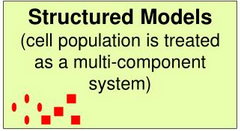 Structured Models
(cell population is treated
as a multi-component
system)